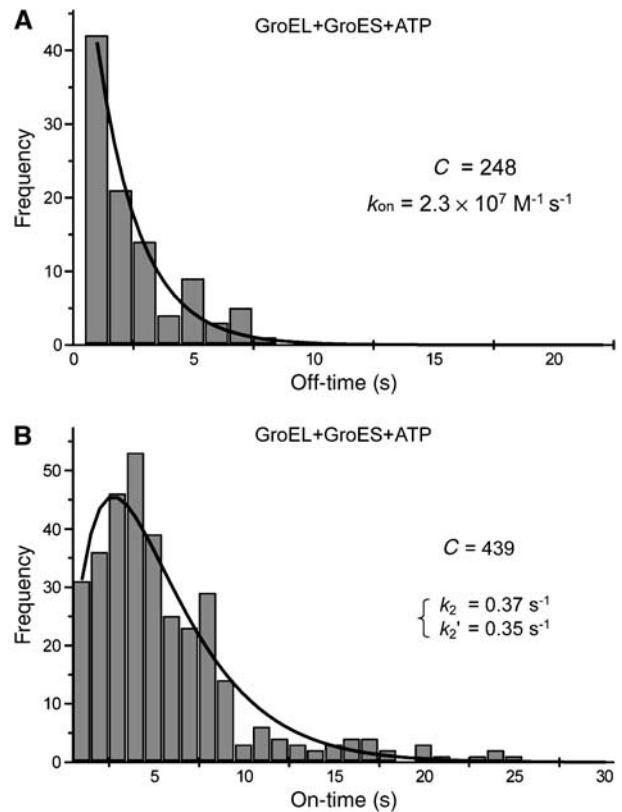 A
GroEL+GroES+ATP
40
30
20
10
0
Frequency
C = 248
kon = 2.3 × 10⁷ M⁻¹ s⁻¹
0 5 10 15 20
Off-time (s)
B
GroEL+GroES+ATP
50
40
30
20
10
0
Frequency
C = 439
k₂ = 0.37 s⁻¹
k₂' = 0.35 s⁻¹
5 10 15 20 25 30
On-time (s)